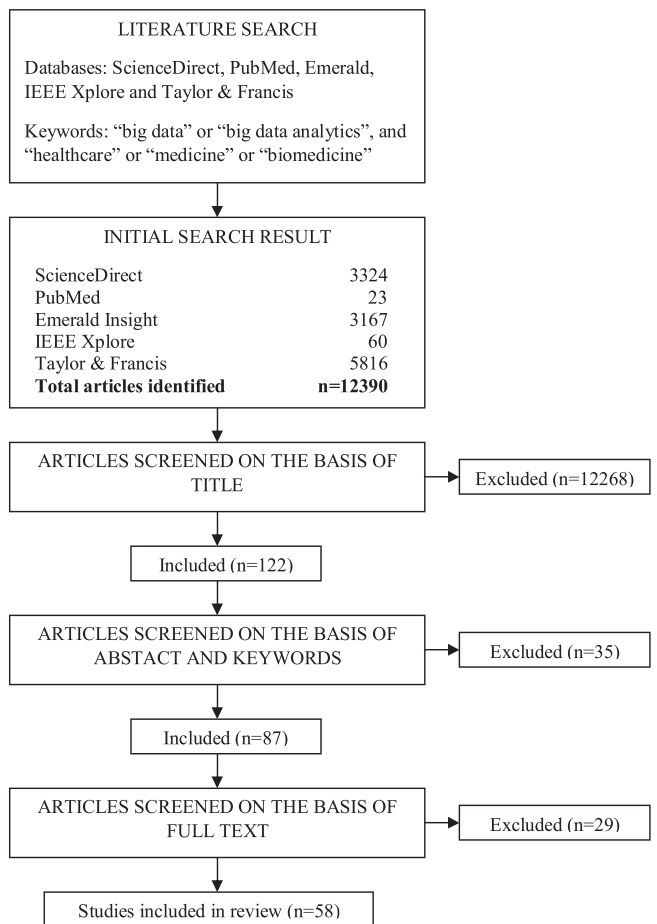 LITERATURE SEARCH
Databases: ScienceDirect, PubMed, Emerald,
IEEE Xplore and Taylor & Francis
Keywords: “big data” or “big data analytics”, and
“healthcare” or “medicine” or “biomedicine”
INITIAL SEARCH RESULT
ScienceDirect 3324
PubMed 23
Emerald Insight 3167
IEEE Xplore 60
Taylor & Francis 5816
Total articles identified n=12390
ARTICLES SCREENED ON THE BASIS OF
TITLE
Excluded (n=12268)
Included (n=122)
ARTICLES SCREENED ON THE BASIS OF
ABSTACT AND KEYWORDS
Excluded (n=35)
Included (n=87)
ARTICLES SCREENED ON THE BASIS OF
FULL TEXT
Excluded (n=29)
Studies included in review (n=58)